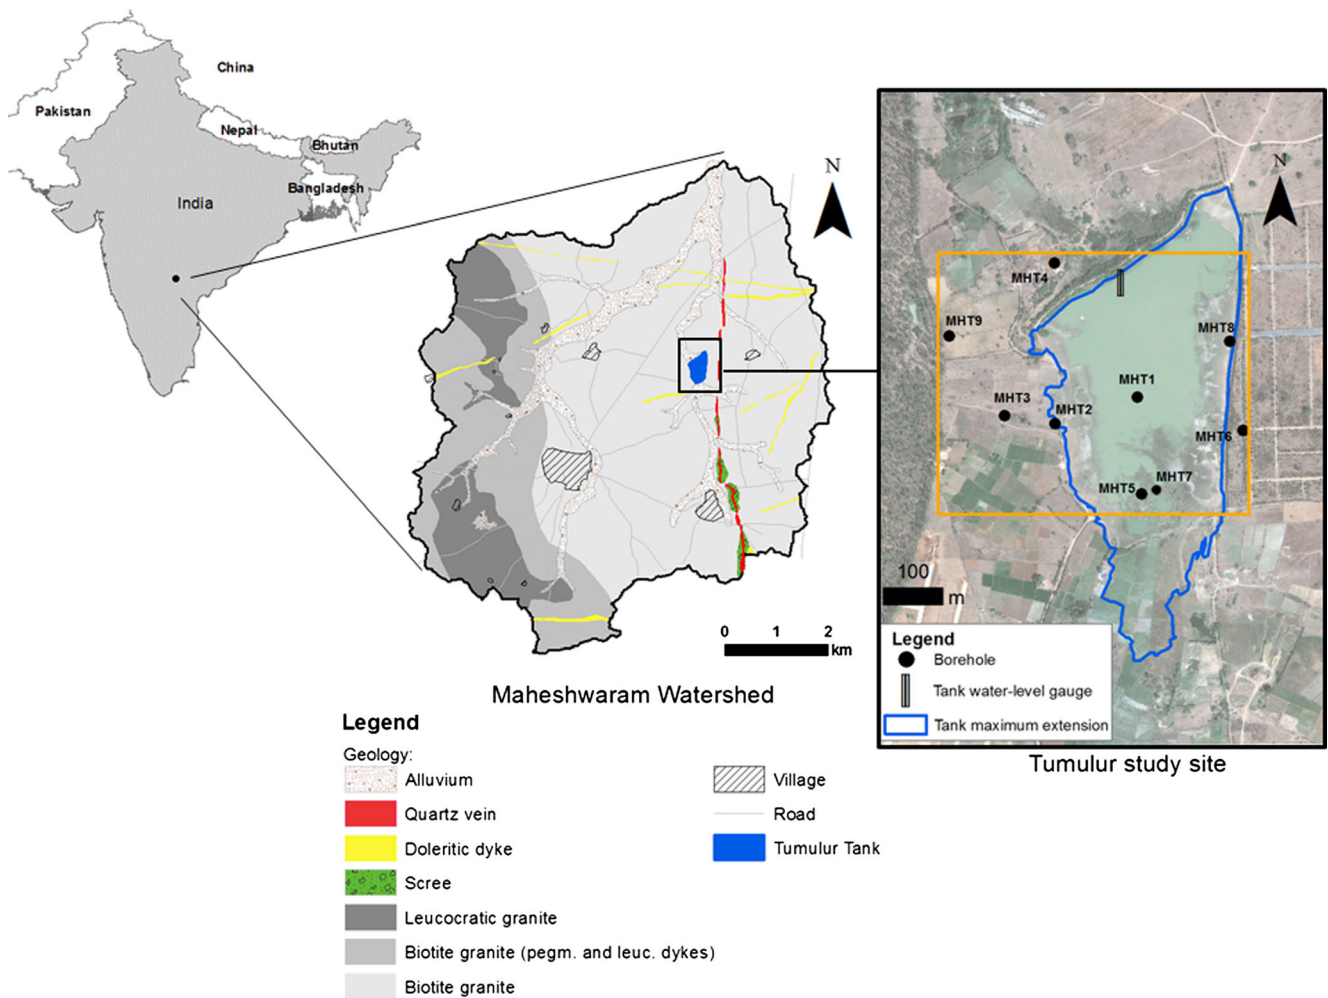 China
Pakistan
Nepal
Bhutan
Bangladesh
India
N
0 1 2
km
Maheshwaram Watershed
N
MHT4
MHT9
MHT8
MHT1
MHT3
MHT2
MHT6
MHT7
MHT5
100
m
Legend
Borehole
Tank water-level gauge
Tank maximum extension
Tumulur study site
Legend
Geology:
Alluvium
Quartz vein
Doleritic dyke
Scree
Leucocratic granite
Biotite granite (pegm. and leuc. dykes)
Biotite granite
Village
Road
Tumulur Tank